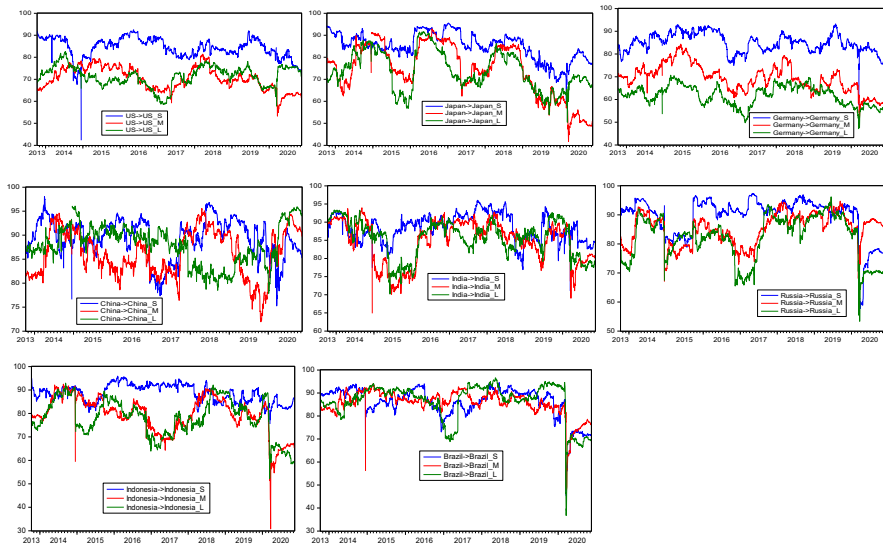 100
90
80
70
60
50
40
US->US_S
US->US_M
US->US_L
2013 2014 2015 2016 2017 2018 2019 2020
100
90
80
70
60
50
40
Japan->Japan_S
Japan->Japan_M
Japan->Japan_L
2013 2014 2015 2016 2017 2018 2019 2020
100
90
80
70
60
50
40
Germany->Germany_S
Germany->Germany_M
Germany->Germany_L
2013 2014 2015 2016 2017 2018 2019 2020
100
95
90
85
80
75
70
China->China_S
China->China_M
China->China_L
2013 2014 2015 2016 2017 2018 2019 2020
100
95
90
85
80
75
70
65
60
India->India_S
India->India_M
India->India_L
2013 2014 2015 2016 2017 2018 2019 2020
100
90
80
70
60
50
Russia->Russia_S
Russia->Russia_M
Russia->Russia_L
2013 2014 2015 2016 2017 2018 2019 2020
100
90
80
70
60
50
40
30
Indonesia->Indonesia_S
Indonesia->Indonesia_M
Indonesia->Indonesia_L
2013 2014 2015 2016 2017 2018 2019 2020
100
90
80
70
60
50
40
30
Brazil->Brazil_S
Brazil->Brazil_M
Brazil->Brazil_L
2013 2014 2015 2016 2017 2018 2019 2020